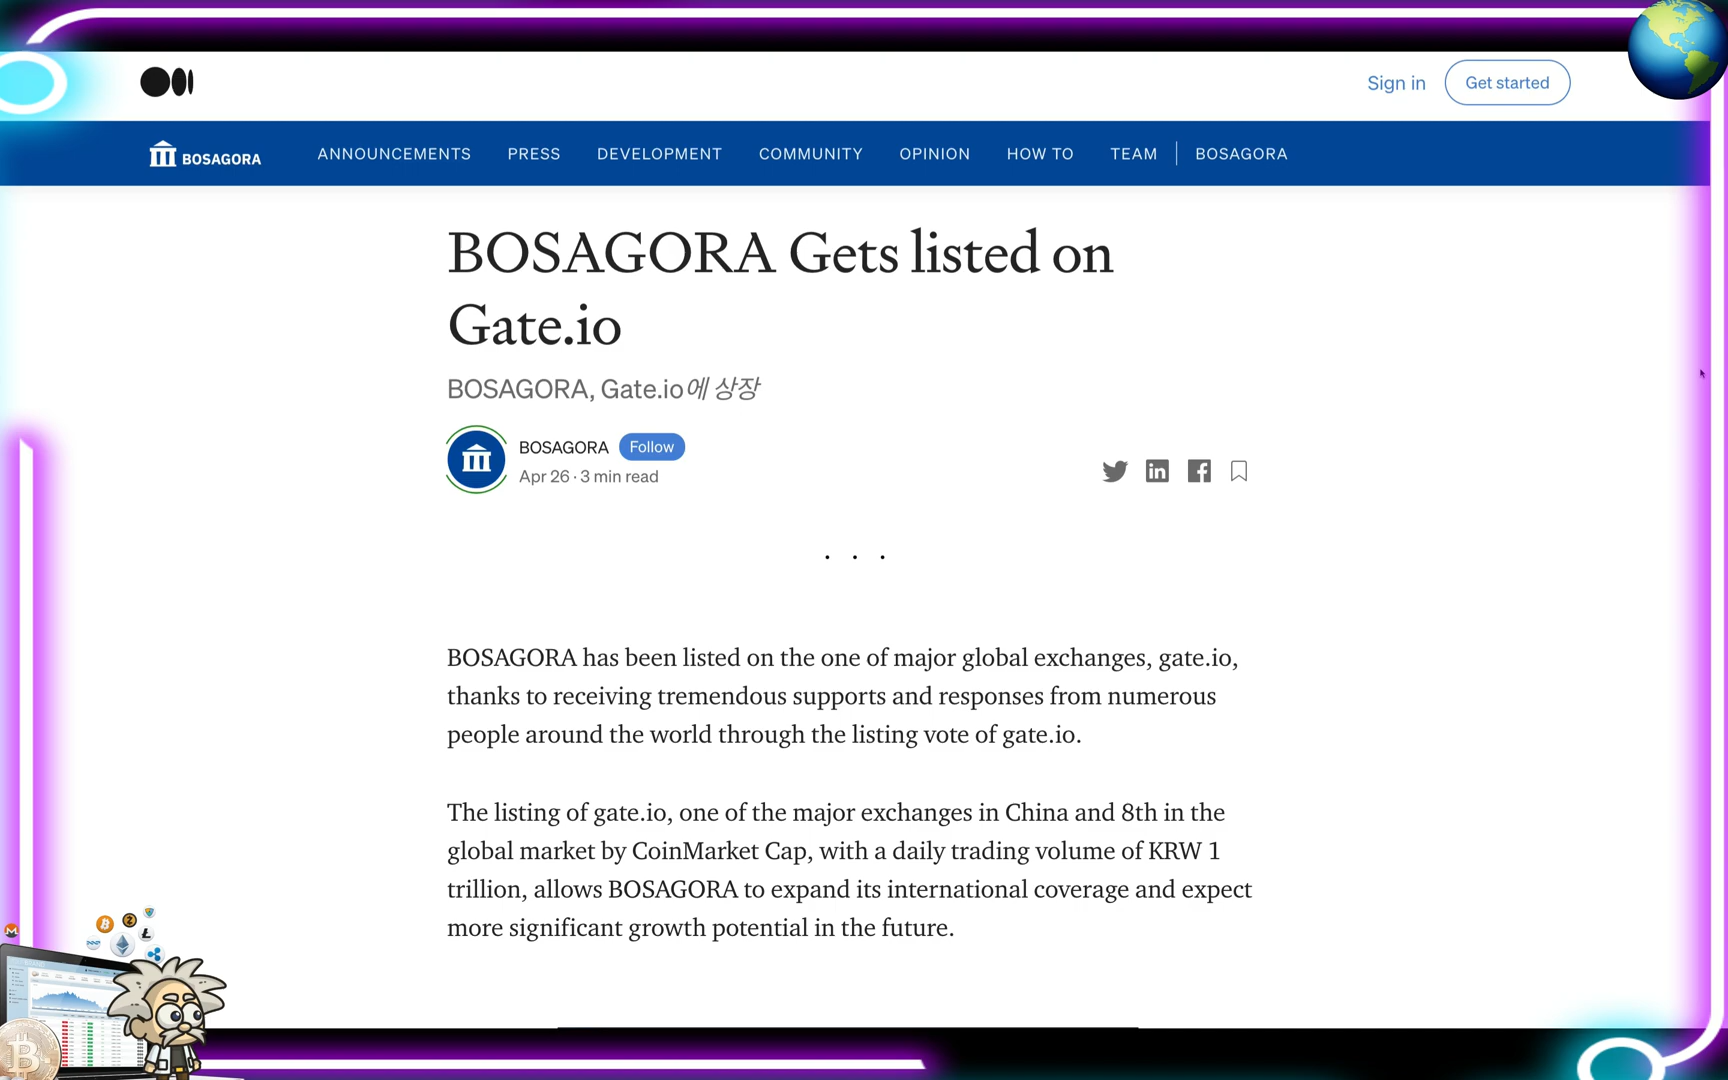 Sign in
Get started
BOSAGORA
ANNOUNCEMENTS PRESS DEVELOPMENT COMMUNITY OPINION HOW TO TEAM BOSAGORA
BOSAGORA Gets listed on
Gate.io
BOSAGORA, Gate.io에 상장
BOSAGORA Follow
Apr 26 · 3 min read
. . .
BOSAGORA has been listed on the one of major global exchanges, gate.io,
thanks to receiving tremendous supports and responses from numerous
people around the world through the listing vote of gate.io.
The listing of gate.io, one of the major exchanges in China and 8th in the
global market by CoinMarket Cap, with a daily trading volume of KRW 1
trillion, allows BOSAGORA to expand its international coverage and expect
more significant growth potential in the future.